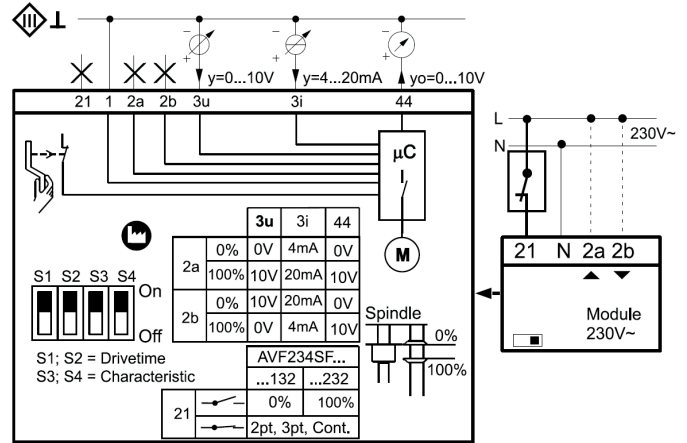 III ⊥
- - -
+ + +
y=0...10V y=4...20mA yo=0...10V
21 1 2a 2b 3u 3i 44
L
N
230V~
µC
M
21 N 2a 2b
Module
230V~
3u 3i 44
2a 0% 0V 4mA 0V
100% 10V 20mA 10V
2b 0% 10V 20mA 0V
100% 0V 4mA 10V
S1 S2 S3 S4
On
Off
S1; S2 = Drivetime
S3; S4 = Characteristic
Spindle
0%
100%
AVF234SF...
...132 ...232
21 0% 100%
2pt, 3pt, Cont.